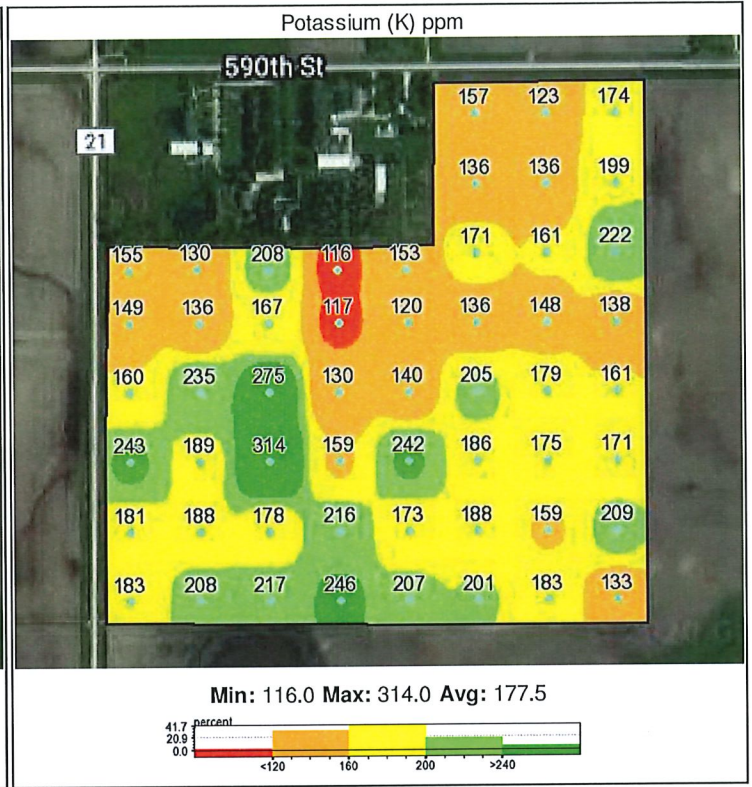 Potassium (K) ppm
590th St
21
157 123 174
136 136 199
171 161 222
155 130 208 116 153
149 136 167 117 120 136 148 138
160 235 275 130 140 205 179 161
243 189 314 159 242 186 175 171
181 188 178 216 173 188 159 209
183 208 217 246 207 201 183 133
Min: 116.0 Max: 314.0 Avg: 177.5
percent
41.7
20.9
0.0
<120 160 200 >240